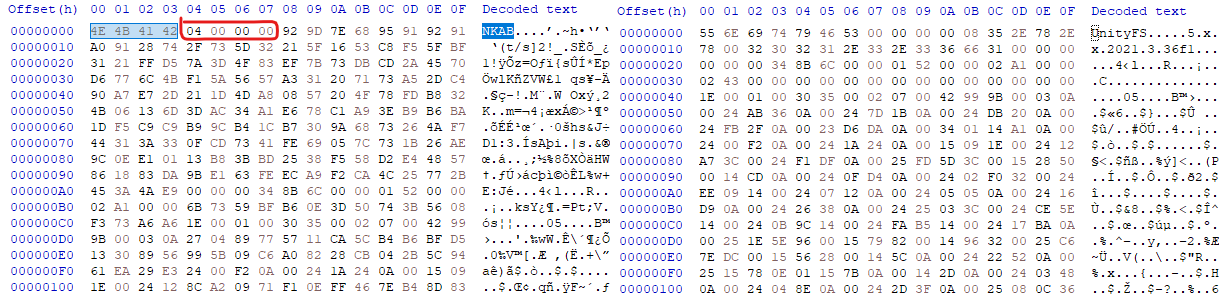 Offset(h) 00 01 02 03 04 05 06 07 08 09 0A 0B 0C 0D 0E 0F Decoded text
00000000 4E 4B 41 42 04 00 00 00 92 9D 7E 68 95 91 92 91 NKAB....’.~h•‘’‘
00000010 A0 91 28 74 2F 73 5D 32 21 5F 16 53 C8 F5 5F BF ‘(t/s]2!_.SÈõ_¿
00000020 31 21 FF D5 7A 3D 4F 83 EF 7B 73 DB CD 2A 45 70 1!ÿÕz=Oƒï{sÛÍ*Ep
00000030 D6 77 6C 4B F1 5A 56 57 A3 31 20 71 73 A5 2D C4 ÖwlKñZVW£1 qs¥-Ä
00000040 90 A7 E7 2D 21 1D 4D A8 08 57 20 4F 78 FD B8 32 .§ç-!.M¨.W Oxý¸2
00000050 4B 06 13 6D 3D AC 34 A1 E6 78 C1 A9 3E B9 B6 BA K..m=¬4¡æxÁ©>¹¶º
00000060 1D F5 C9 C9 B9 9C B4 1C B7 30 9A 68 73 26 4A F7 .õÉÉ¹œ´.·0šhs&J÷
00000070 44 31 3A 33 0F CD 73 41 FE 69 05 7C 73 1B 26 AE D1:3.ÍsAþi.|s.&®
00000080 9C 0E E1 01 13 B8 B3 BD 25 38 F5 58 D2 E4 48 57 œ.á..¸³½%8õXÒäHW
00000090 86 18 83 DA 9B E1 63 FE EC A9 F2 CA 4C 25 77 2B †.ƒÚ›ácþì©òÊL%w+
000000A0 45 3A 4A E9 00 00 00 34 8B 6C 00 00 01 52 00 00 E:Jé...4‹l...R..
000000B0 02 A1 00 00 6B 73 59 BF B6 0E 3D 50 74 3B 56 08 .¡..ksY¿¶.=Pt;V.
000000C0 F3 73 A6 A6 1E 00 01 00 30 35 00 02 07 00 42 99 ós¦¦....05....B™
000000D0 9B 00 03 0A 27 04 89 77 57 11 CA 5C B4 B6 BF D5 ›...'.‰wW.Ê\´¶¿Õ
000000E0 13 30 89 56 99 5B 09 C6 A0 82 28 CB 04 2B 5C 94 .0‰V™[.Æ ‚(Ë.+\”
000000F0 61 EA 29 E3 24 00 F2 0A 00 24 1A 24 0A 00 15 09 aê)ã$.ò..$.$....
00000100 1E 00 24 12 8C A2 09 71 F1 0E FF 46 7E B4 8D 83 ..$.Œ¢.qñ.ÿF~´.ƒ
Offset(h) 00 01 02 03 04 05 06 07 08 09 0A 0B 0C 0D 0E 0F Decoded text
00000000 55 6E 69 74 79 46 53 00 00 00 00 08 35 2E 78 2E UnityFS.....5.x.
00000010 78 00 32 30 32 31 2E 33 2E 33 36 66 31 00 00 00 x.2021.3.36f1...
00000020 00 00 00 34 8B 6C 00 00 01 52 00 00 02 A1 00 00 ...4‹l...R...¡..
00000030 02 43 00 00 00 00 00 00 00 00 00 00 00 00 00 00 .C..............
00000040 1E 00 01 00 30 35 00 02 07 00 42 99 9B 00 03 0A ....05....B™›...
00000050 00 24 AB 36 0A 00 24 7D 1B 0A 00 24 DB 20 0A 00 .$«6..$}...$Û ..
00000060 24 FB 2F 0A 00 23 D6 DA 0A 00 34 01 14 A1 0A 00 $û/..#ÖÚ..4..¡..
00000070 24 00 F2 0A 00 24 1A 24 0A 00 15 09 1E 00 24 12 $.ò..$.$......$.
00000080 A7 3C 00 24 F1 DF 0A 00 25 FD 5D 3C 00 15 28 50 §<.$ñß..%ý]<..(P
00000090 00 14 CD 0A 00 24 0F D4 0A 00 24 02 F0 32 00 24 ..Í..$.Ô..$.ð2.$
000000A0 EE 09 14 00 24 07 12 0A 00 24 05 05 0A 00 24 16 î...$....$....$.
000000B0 D9 0A 00 24 26 38 0A 00 24 25 03 3C 00 24 CE 5E Ù..$&8..$%.<.$Î^
000000C0 14 00 24 0B 9C 14 00 24 FA B5 14 00 24 17 BA 0A ..$.œ..$úµ..$.º.
000000D0 00 25 1E 5E 96 00 15 79 82 00 14 96 32 00 25 C6 .%.^–..y‚..–2.%Æ
000000E0 7E DC 00 15 56 28 00 14 5C 0A 00 24 22 52 0A 00 ~Ü..V(..\..$"R..
000000F0 25 15 78 0E 01 15 7B 0A 00 14 2D 0A 00 24 03 48 %.x...{...-..$.H
00000100 0A 00 24 04 8E 0A 00 24 2D 3F 0A 00 25 08 0C 36 ..$.Ž..$-?..%..6